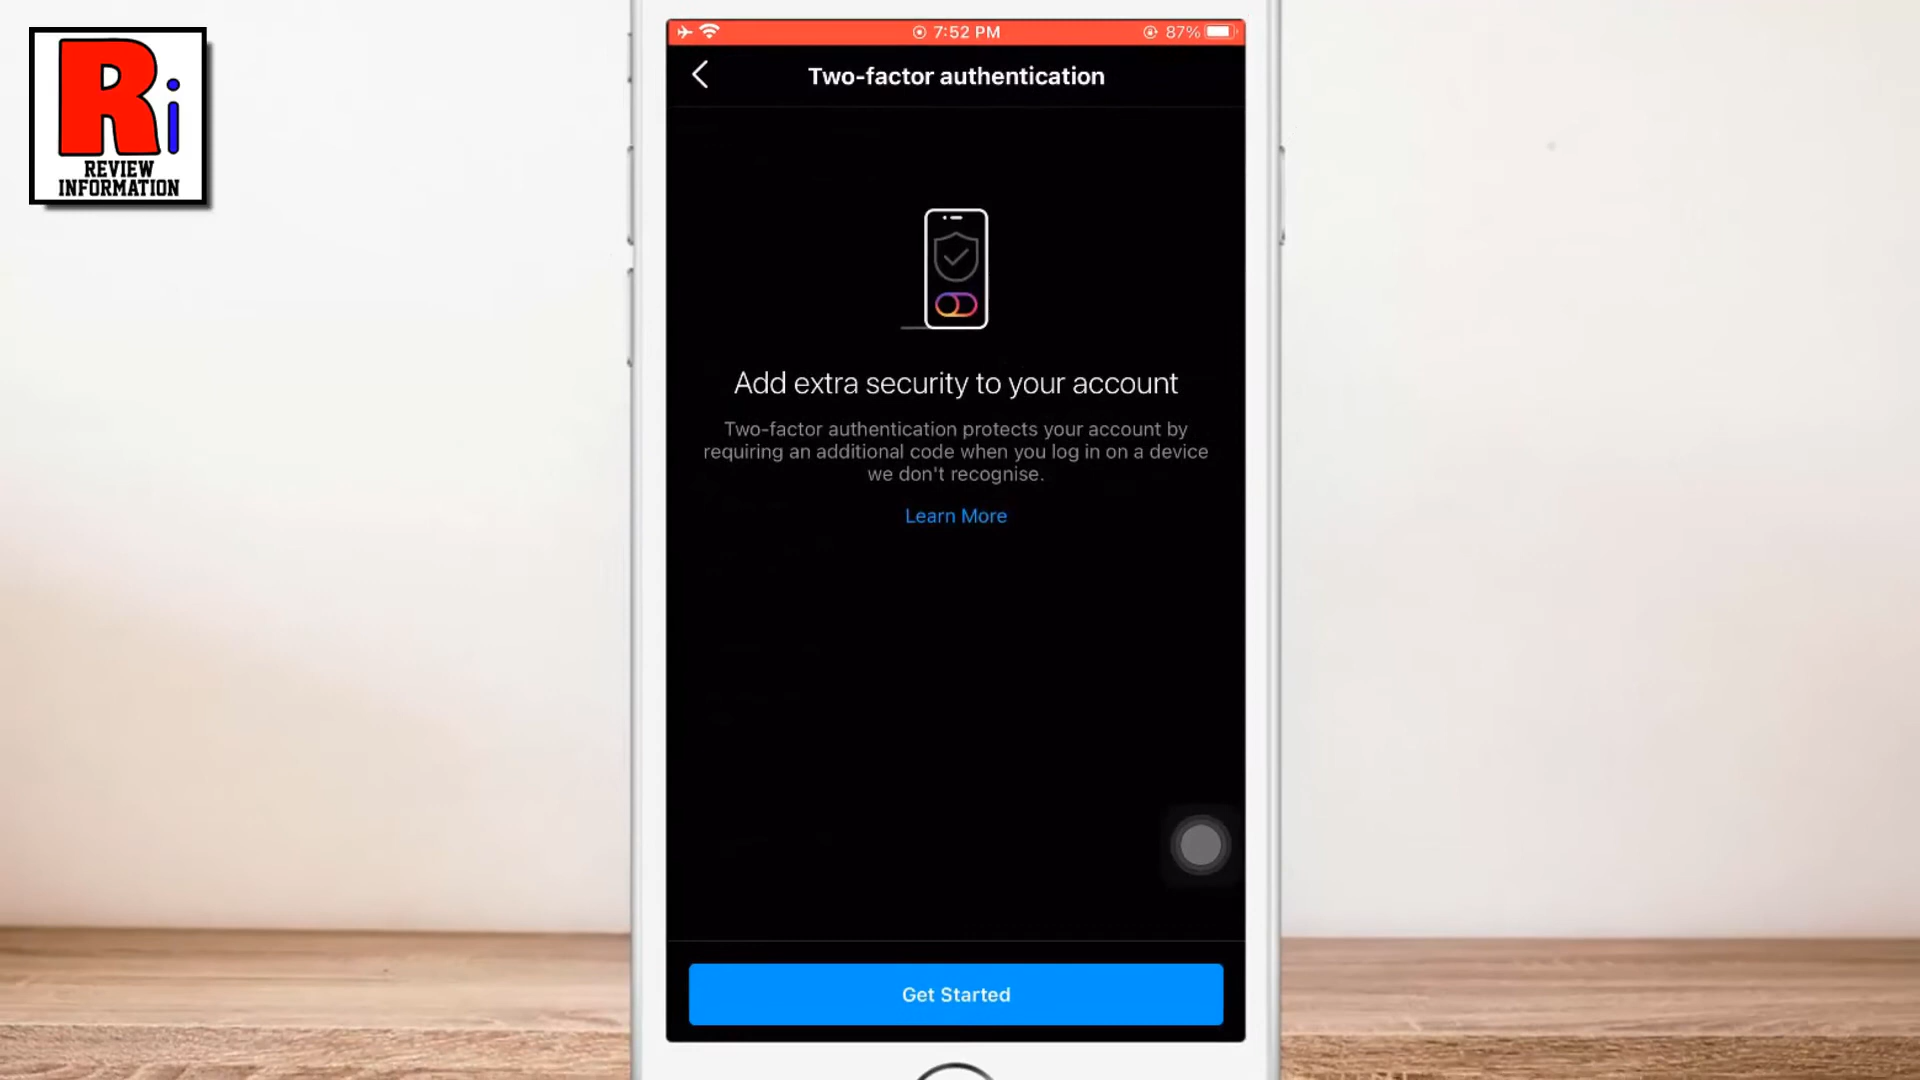 Ri
REVIEW
INFORMATION
7:52 PM
87%
Two-factor authentication
Add extra security to your account
Two-factor authentication protects your account by
requiring an additional code when you log in on a device
we don't recognise.
Learn More
Get Started